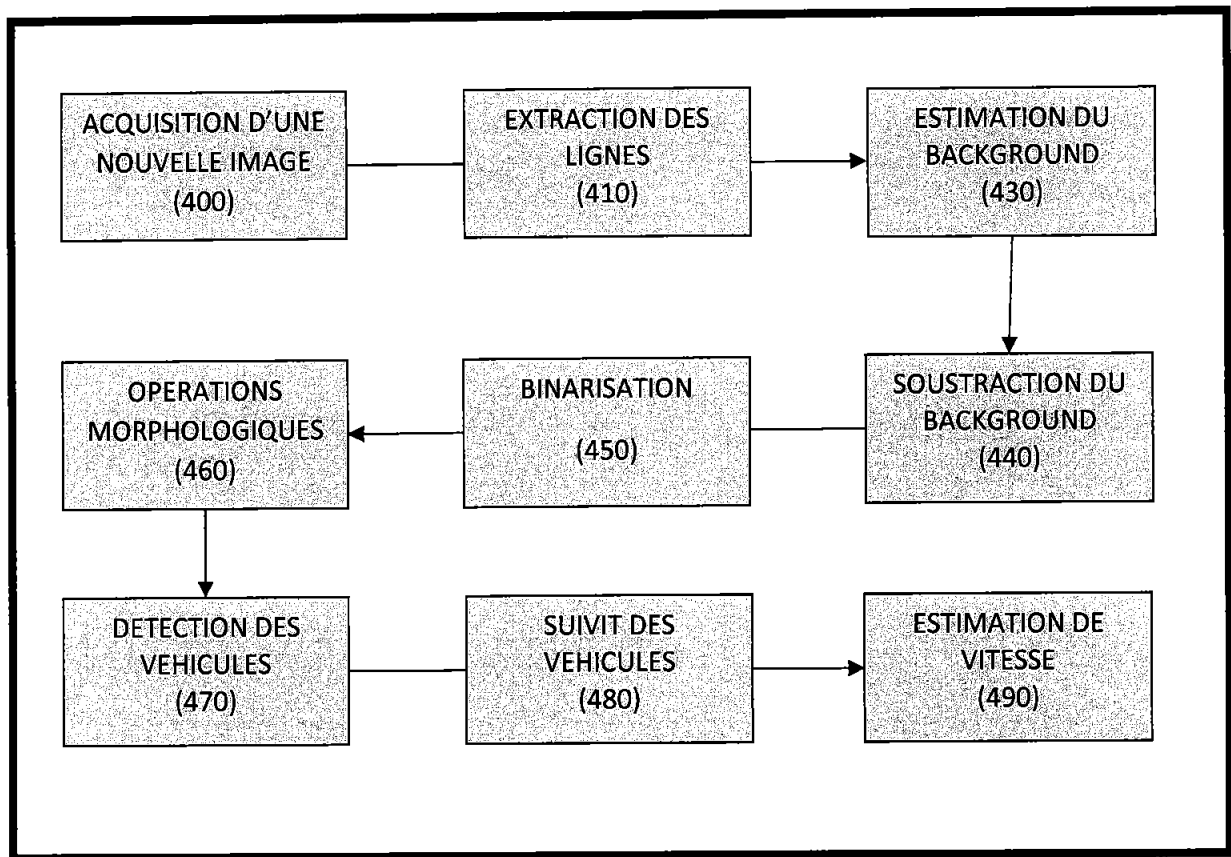 ACQUISITION D'UNE
NOUVELLE IMAGE
(400)
EXTRACTION DES
LIGNES
(410)
ESTIMATION DU
BACKGROUND
(430)
OPERATIONS
MORPHOLOGIQUES
(460)
BINARISATION
(450)
SOUSTRACTION DU
BACKGROUND
(440)
DETECTION DES
VEHICULES
(470)
SUIVIT DES
VEHICULES
(480)
ESTIMATION DE
VITESSE
(490)